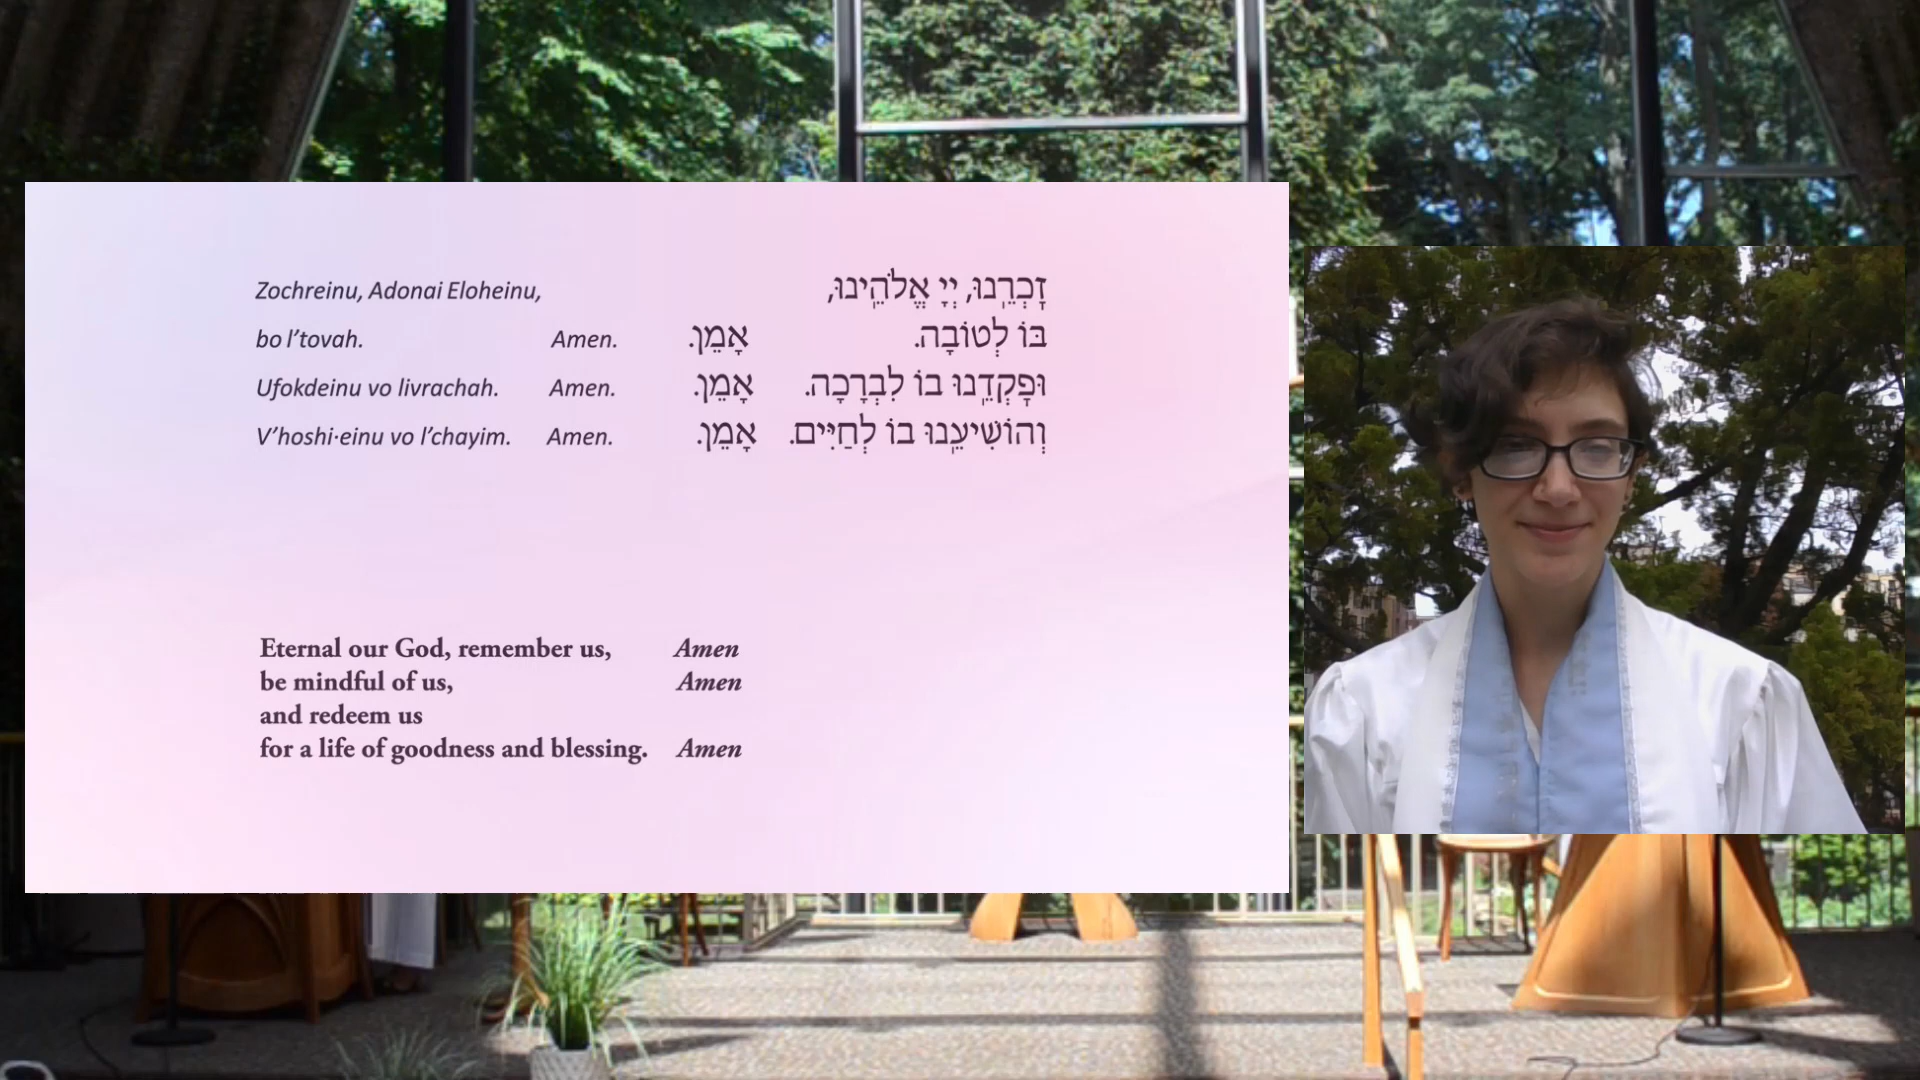 Zochreinu, Adonai Eloheinu,
bo l’tovah. Amen.
Ufokdeinu vo livrachah. Amen.
V’hoshi·einu vo l’chayim. Amen.
זָכְרֵֽנוּ, יְיָ אֱלֹהֵֽינוּ,
בּוֹ לְטוֹבָה. אָמֵן.
וּפָקְדֵֽנוּ בוֹ לִבְרָכָה. אָמֵן.
וְהוֹשִׁיעֵֽנוּ בוֹ לְחַיִּים. אָמֵן.
Eternal our God, remember us, Amen
be mindful of us, Amen
and redeem us
for a life of goodness and blessing. Amen